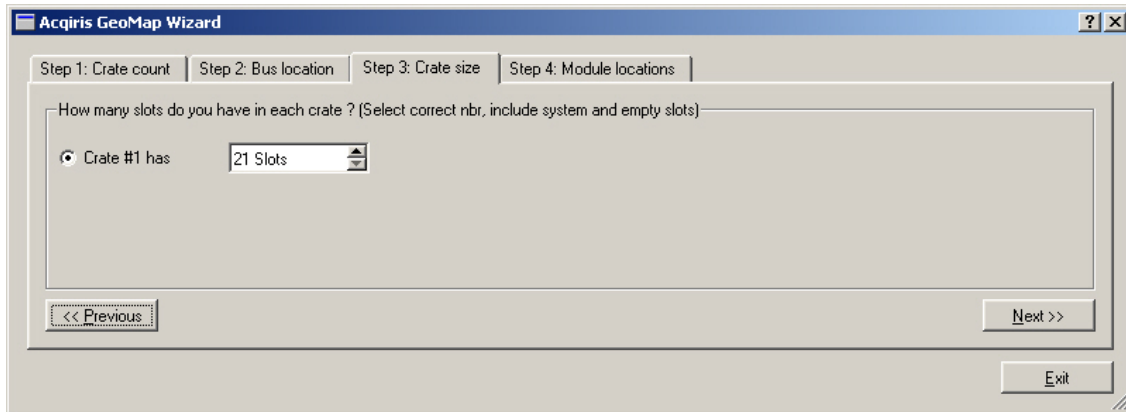 Acqiris GeoMap Wizard
Step 1: Crate count Step 2: Bus location Step 3: Crate size Step 4: Module locations
How many slots do you have in each crate ? (Select correct nbr, include system and empty slots)
Crate #1 has 21 Slots
<< Previous Next >>
Exit